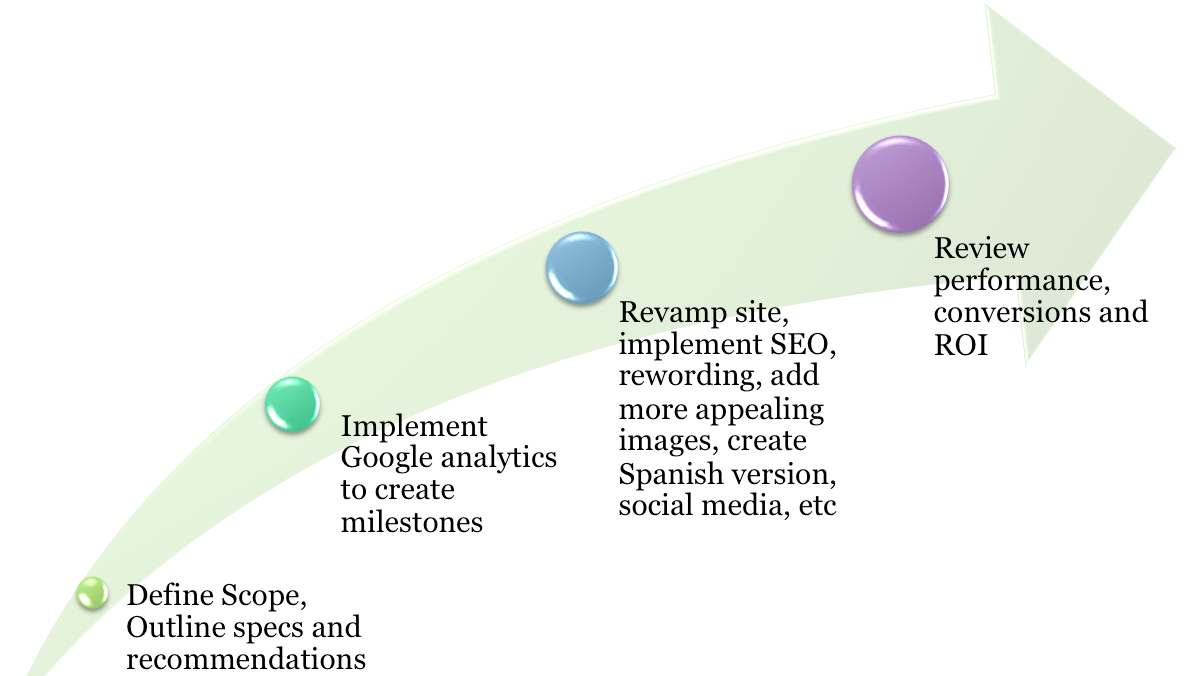 Define Scope,
Outline specs and
recommendations
Implement
Google analytics
to create
milestones
Revamp site,
implement SEO,
rewording, add
more appealing
images, create
Spanish version,
social media, etc
Review
performance,
conversions and
ROI